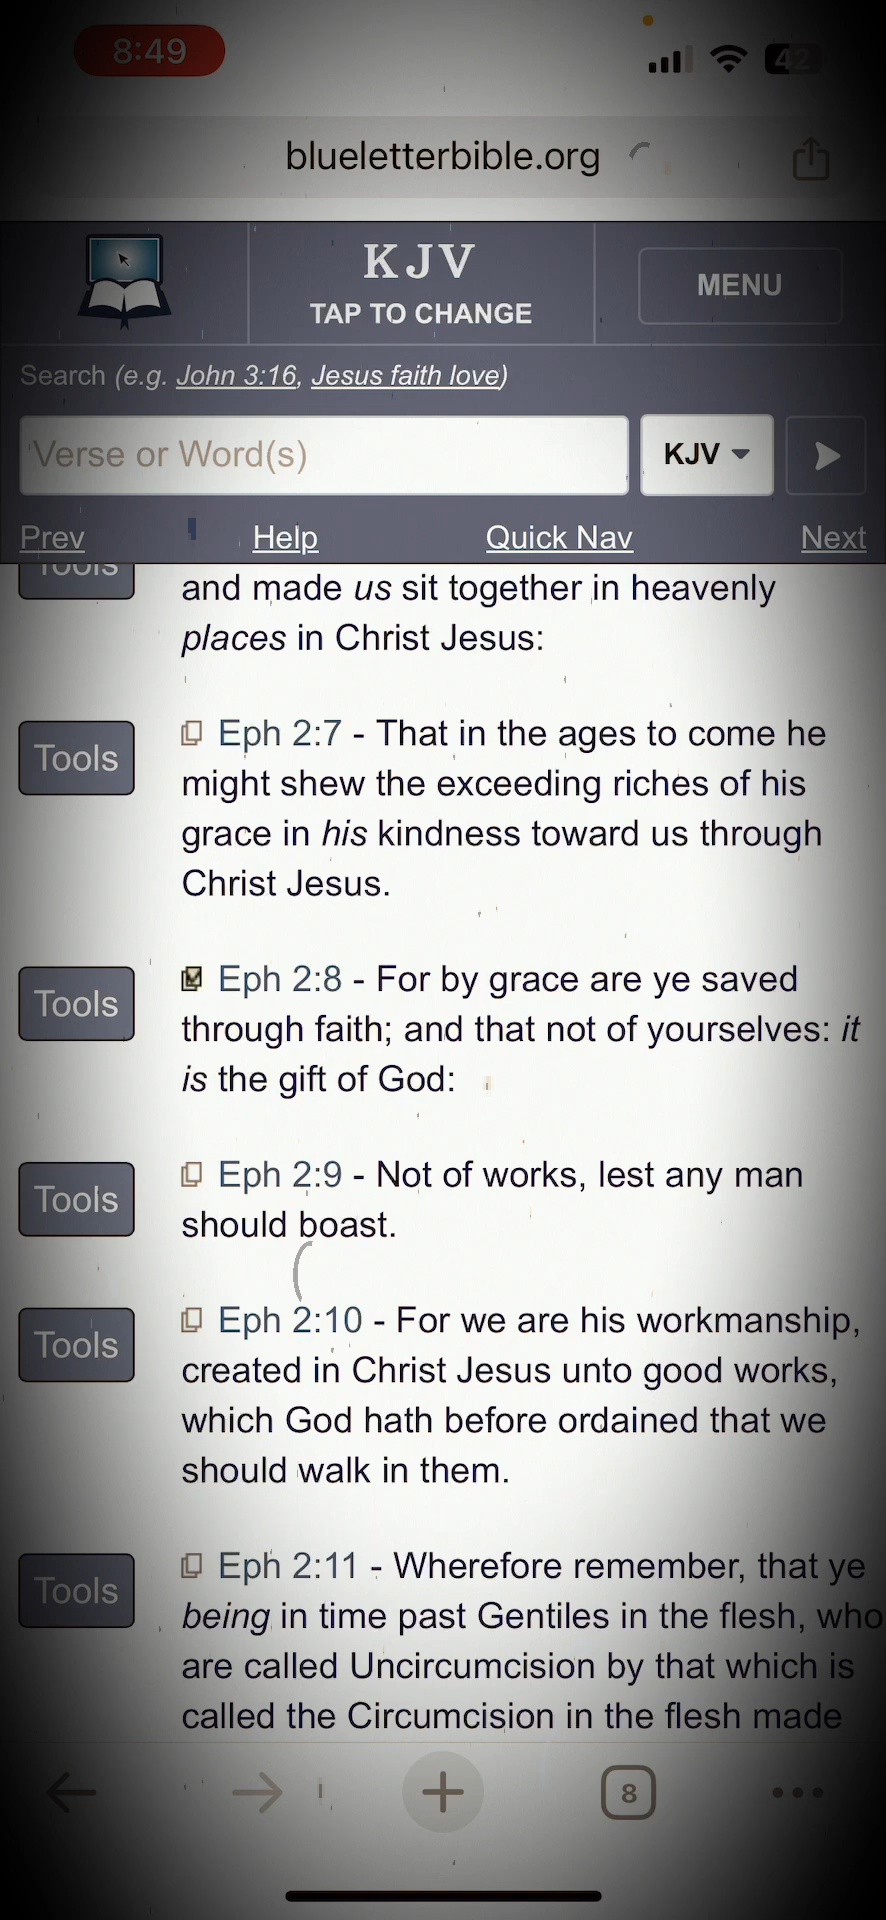 8:49
42
blueletterbible.org
KJV
TAP TO CHANGE
MENU
Search (e.g. John 3:16, Jesus faith love)
Verse or Word(s)
KJV
Prev
Help
Quick Nav
Next
Tools
and made us sit together in heavenly
places in Christ Jesus:
Tools
Eph 2:7 - That in the ages to come he
might shew the exceeding riches of his
grace in his kindness toward us through
Christ Jesus.
Tools
Eph 2:8 - For by grace are ye saved
through faith; and that not of yourselves: it
is the gift of God:
Tools
Eph 2:9 - Not of works, lest any man
should boast.
Tools
Eph 2:10 - For we are his workmanship,
created in Christ Jesus unto good works,
which God hath before ordained that we
should walk in them.
Tools
Eph 2:11 - Wherefore remember, that ye
being in time past Gentiles in the flesh, who
are called Uncircumcision by that which is
called the Circumcision in the flesh made
8